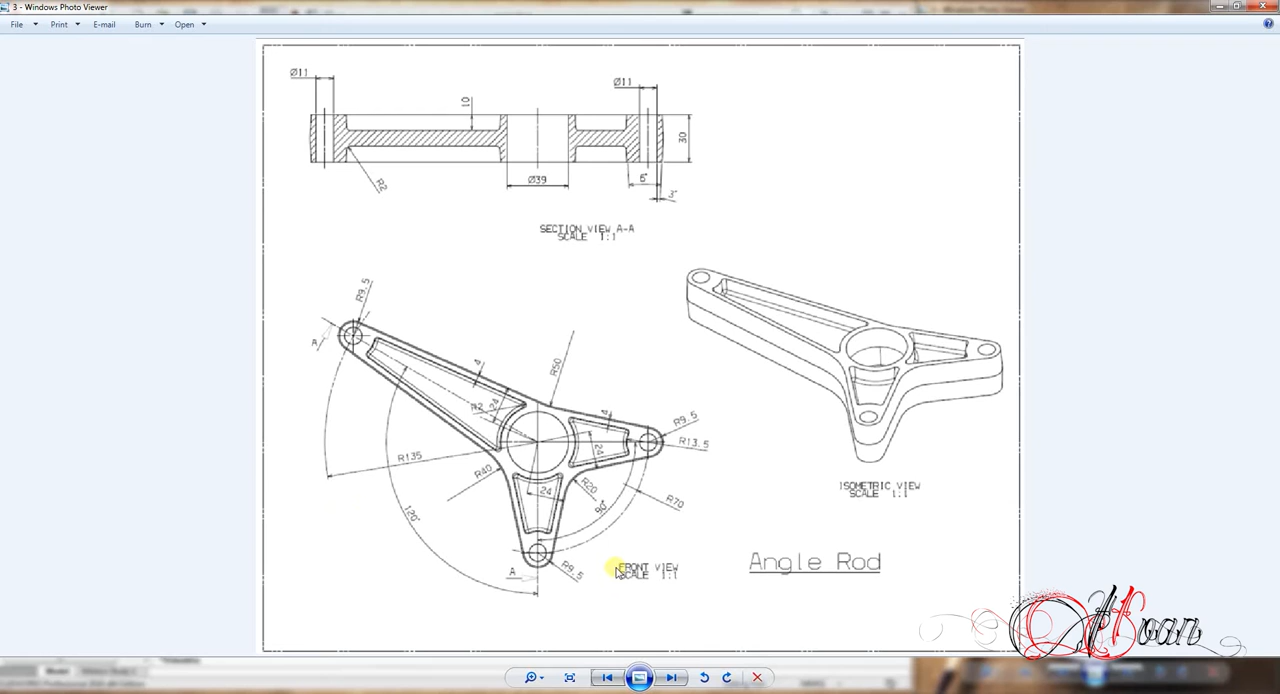 3 - Windows Photo Viewer
File Print E-mail Burn Open
Ø11
10
Ø11
30
R2
Ø39
6°
3°
SECTION VIEW A-A
SCALE 1:1
R9.5
A
4
R50
24
R2
4
R9.5
R13.5
24
R135
R40
R20
90°
R70
24
120°
A
R9.5
FRONT VIEW
SCALE 1:1
ISOMETRIC VIEW
SCALE 1:1
Angle Rod